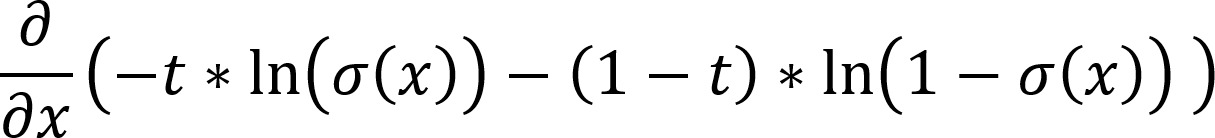 ∂/∂x (−t ∗ ln(σ(x)) − (1 − t) ∗ ln(1 − σ(x)) )